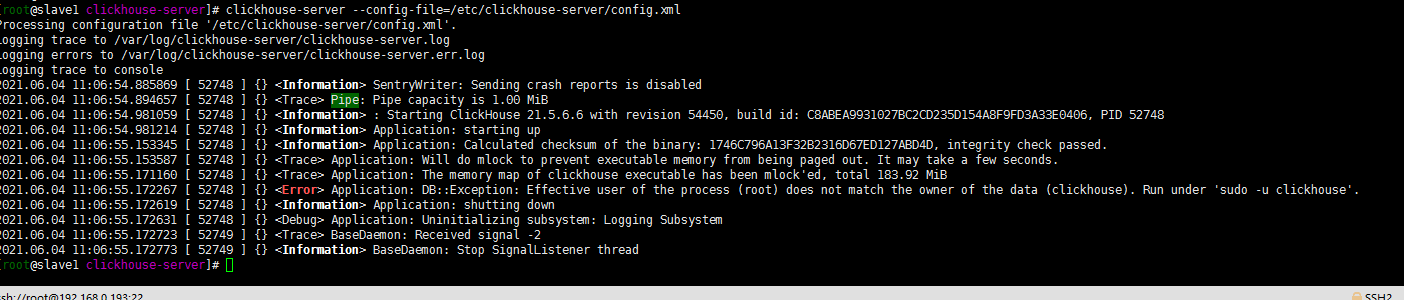 [root@slave1 clickhouse-server]# clickhouse-server --config-file=/etc/clickhouse-server/config.xml
Processing configuration file '/etc/clickhouse-server/config.xml'.
Logging trace to /var/log/clickhouse-server/clickhouse-server.log
Logging errors to /var/log/clickhouse-server/clickhouse-server.err.log
Logging trace to console
2021.06.04 11:06:54.885869 [ 52748 ] {} <Information> SentryWriter: Sending crash reports is disabled
2021.06.04 11:06:54.894657 [ 52748 ] {} <Trace> Pipe: Pipe capacity is 1.00 MiB
2021.06.04 11:06:54.981059 [ 52748 ] {} <Information> : Starting ClickHouse 21.5.6.6 with revision 54450, build id: C8ABEA9931027BC2CD235D154A8F9FD3A33E0406, PID 52748
2021.06.04 11:06:54.981214 [ 52748 ] {} <Information> Application: starting up
2021.06.04 11:06:55.153345 [ 52748 ] {} <Information> Application: Calculated checksum of the binary: 1746C796A13F32B2316D67ED127ABD4D, integrity check passed.
2021.06.04 11:06:55.153587 [ 52748 ] {} <Trace> Application: Will do mlock to prevent executable memory from being paged out. It may take a few seconds.
2021.06.04 11:06:55.171160 [ 52748 ] {} <Trace> Application: The memory map of clickhouse executable has been mlock'ed, total 183.92 MiB
2021.06.04 11:06:55.172267 [ 52748 ] {} <Error> Application: DB::Exception: Effective user of the process (root) does not match the owner of the data (clickhouse). Run under 'sudo -u clickhouse'.
2021.06.04 11:06:55.172619 [ 52748 ] {} <Information> Application: shutting down
2021.06.04 11:06:55.172631 [ 52748 ] {} <Debug> Application: Uninitializing subsystem: Logging Subsystem
2021.06.04 11:06:55.172723 [ 52749 ] {} <Trace> BaseDaemon: Received signal -2
2021.06.04 11:06:55.172773 [ 52749 ] {} <Information> BaseDaemon: Stop SignalListener thread
[root@slave1 clickhouse-server]#
ssh://root@192.168.0.193:22 SSH2